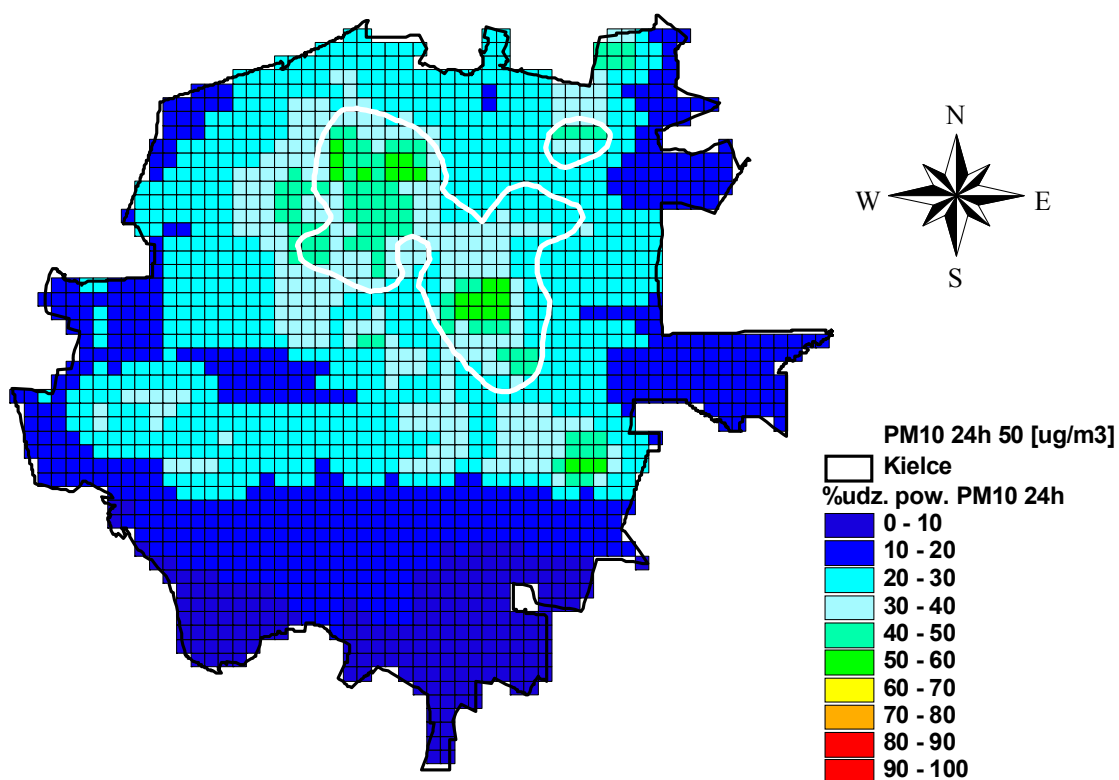 N
W E
S
PM10 24h 50 [ug/m3]
Kielce
%udz. pow. PM10 24h
0 - 10
10 - 20
20 - 30
30 - 40
40 - 50
50 - 60
60 - 70
70 - 80
80 - 90
90 - 100